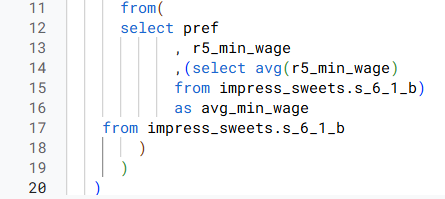 11 from(
12 select pref
13 , r5_min_wage
14 ,(select avg(r5_min_wage)
15 from impress_sweets.s_6_1_b)
16 as avg_min_wage
17 from impress_sweets.s_6_1_b
18 )
19 )
20 )